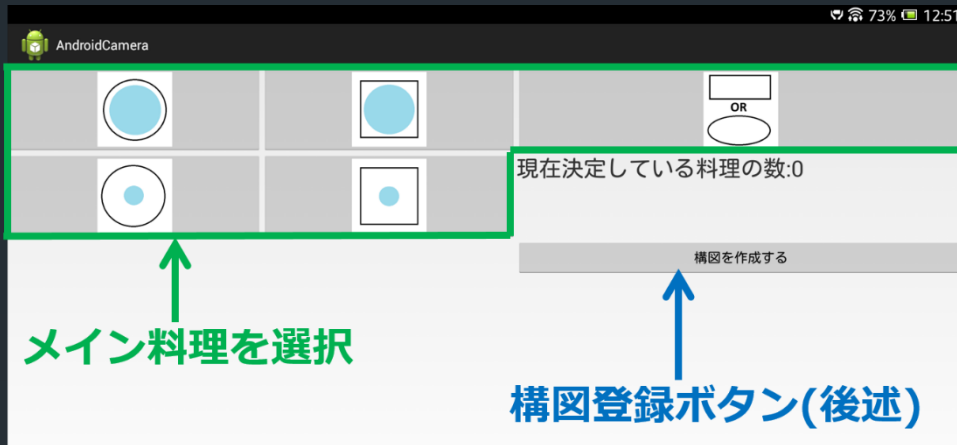 73% 12:51
AndroidCamera
OR
現在決定している料理の数:0
構図を作成する
メイン料理を選択
構図登録ボタン(後述)